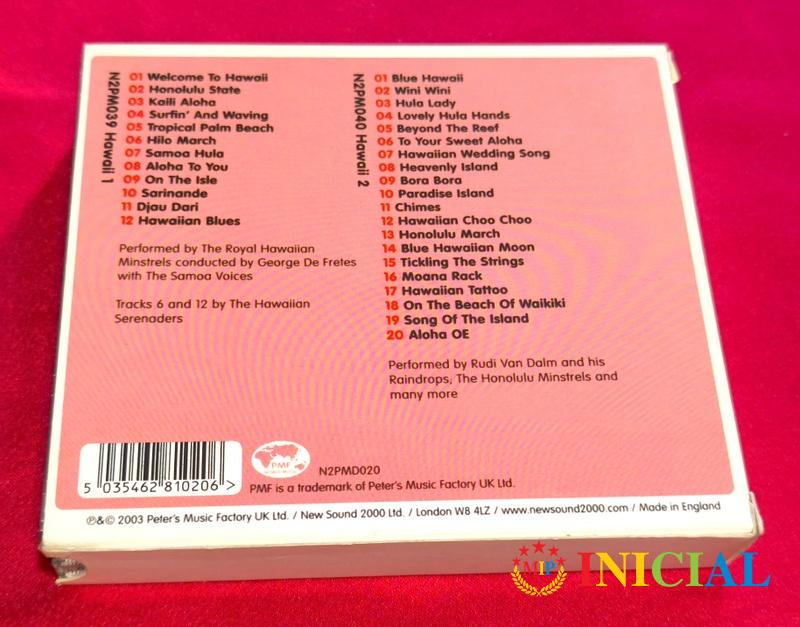 N2PM039 Hawaii 1
01 Welcome To Hawaii
02 Honolulu State
03 Kaili Aloha
04 Surfin' And Waving
05 Tropical Palm Beach
06 Hilo March
07 Samoa Hula
08 Aloha To You
09 On The Isle
10 Sarinande
11 Djau Dari
12 Hawaiian Blues
Performed by The Royal Hawaiian
Minstrels conducted by George De Fretes
with The Samoa Voices
Tracks 6 and 12 by The Hawaiian
Serenaders
N2PM040 Hawaii 2
01 Blue Hawaii
02 Wini Wini
03 Hula Lady
04 Lovely Hula Hands
05 Beyond The Reef
06 To Your Sweet Aloha
07 Hawaiian Wedding Song
08 Heavenly Island
09 Bora Bora
10 Paradise Island
11 Chimes
12 Hawaiian Choo Choo
13 Honolulu March
14 Blue Hawaiian Moon
15 Tickling The Strings
16 Moana Rack
17 Hawaiian Tattoo
18 On The Beach Of Waikiki
19 Song Of The Island
20 Aloha OE
Performed by Rudi Van Dalm and his
Raindrops, The Honolulu Minstrels and
many more
5 035462 810206 >
PMF
N2PMD020
PMF is a trademark of Peter's Music Factory UK Ltd.
℗&© 2003 Peter's Music Factory UK Ltd. / New Sound 2000 Ltd. / London W8 4LZ / www.newsound2000.com / Made in England
MIP INICIAL